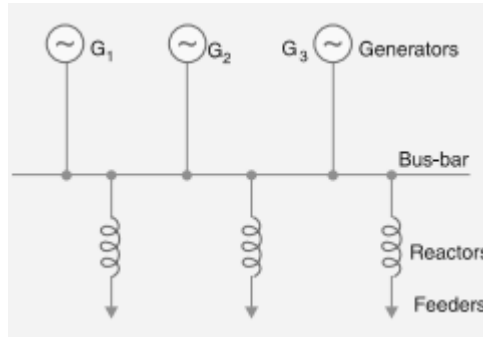 G1
G2
G3
Generators
Bus-bar
Reactors
Feeders